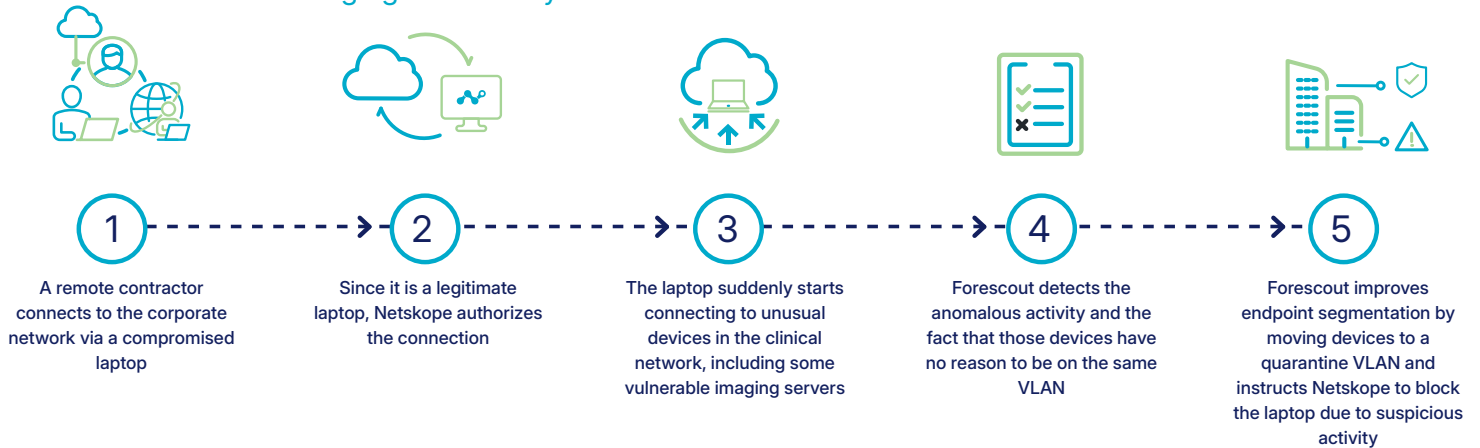 1
A remote contractor
connects to the corporate
network via a compromised
laptop
2
Since it is a legitimate
laptop, Netskope authorizes
the connection
3
The laptop suddenly starts
connecting to unusual
devices in the clinical
network, including some
vulnerable imaging servers
4
Forescout detects the
anomalous activity and the
fact that those devices have
no reason to be on the same
VLAN
5
Forescout improves
endpoint segmentation by
moving devices to a
quarantine VLAN and
instructs Netskope to block
the laptop due to suspicious
activity